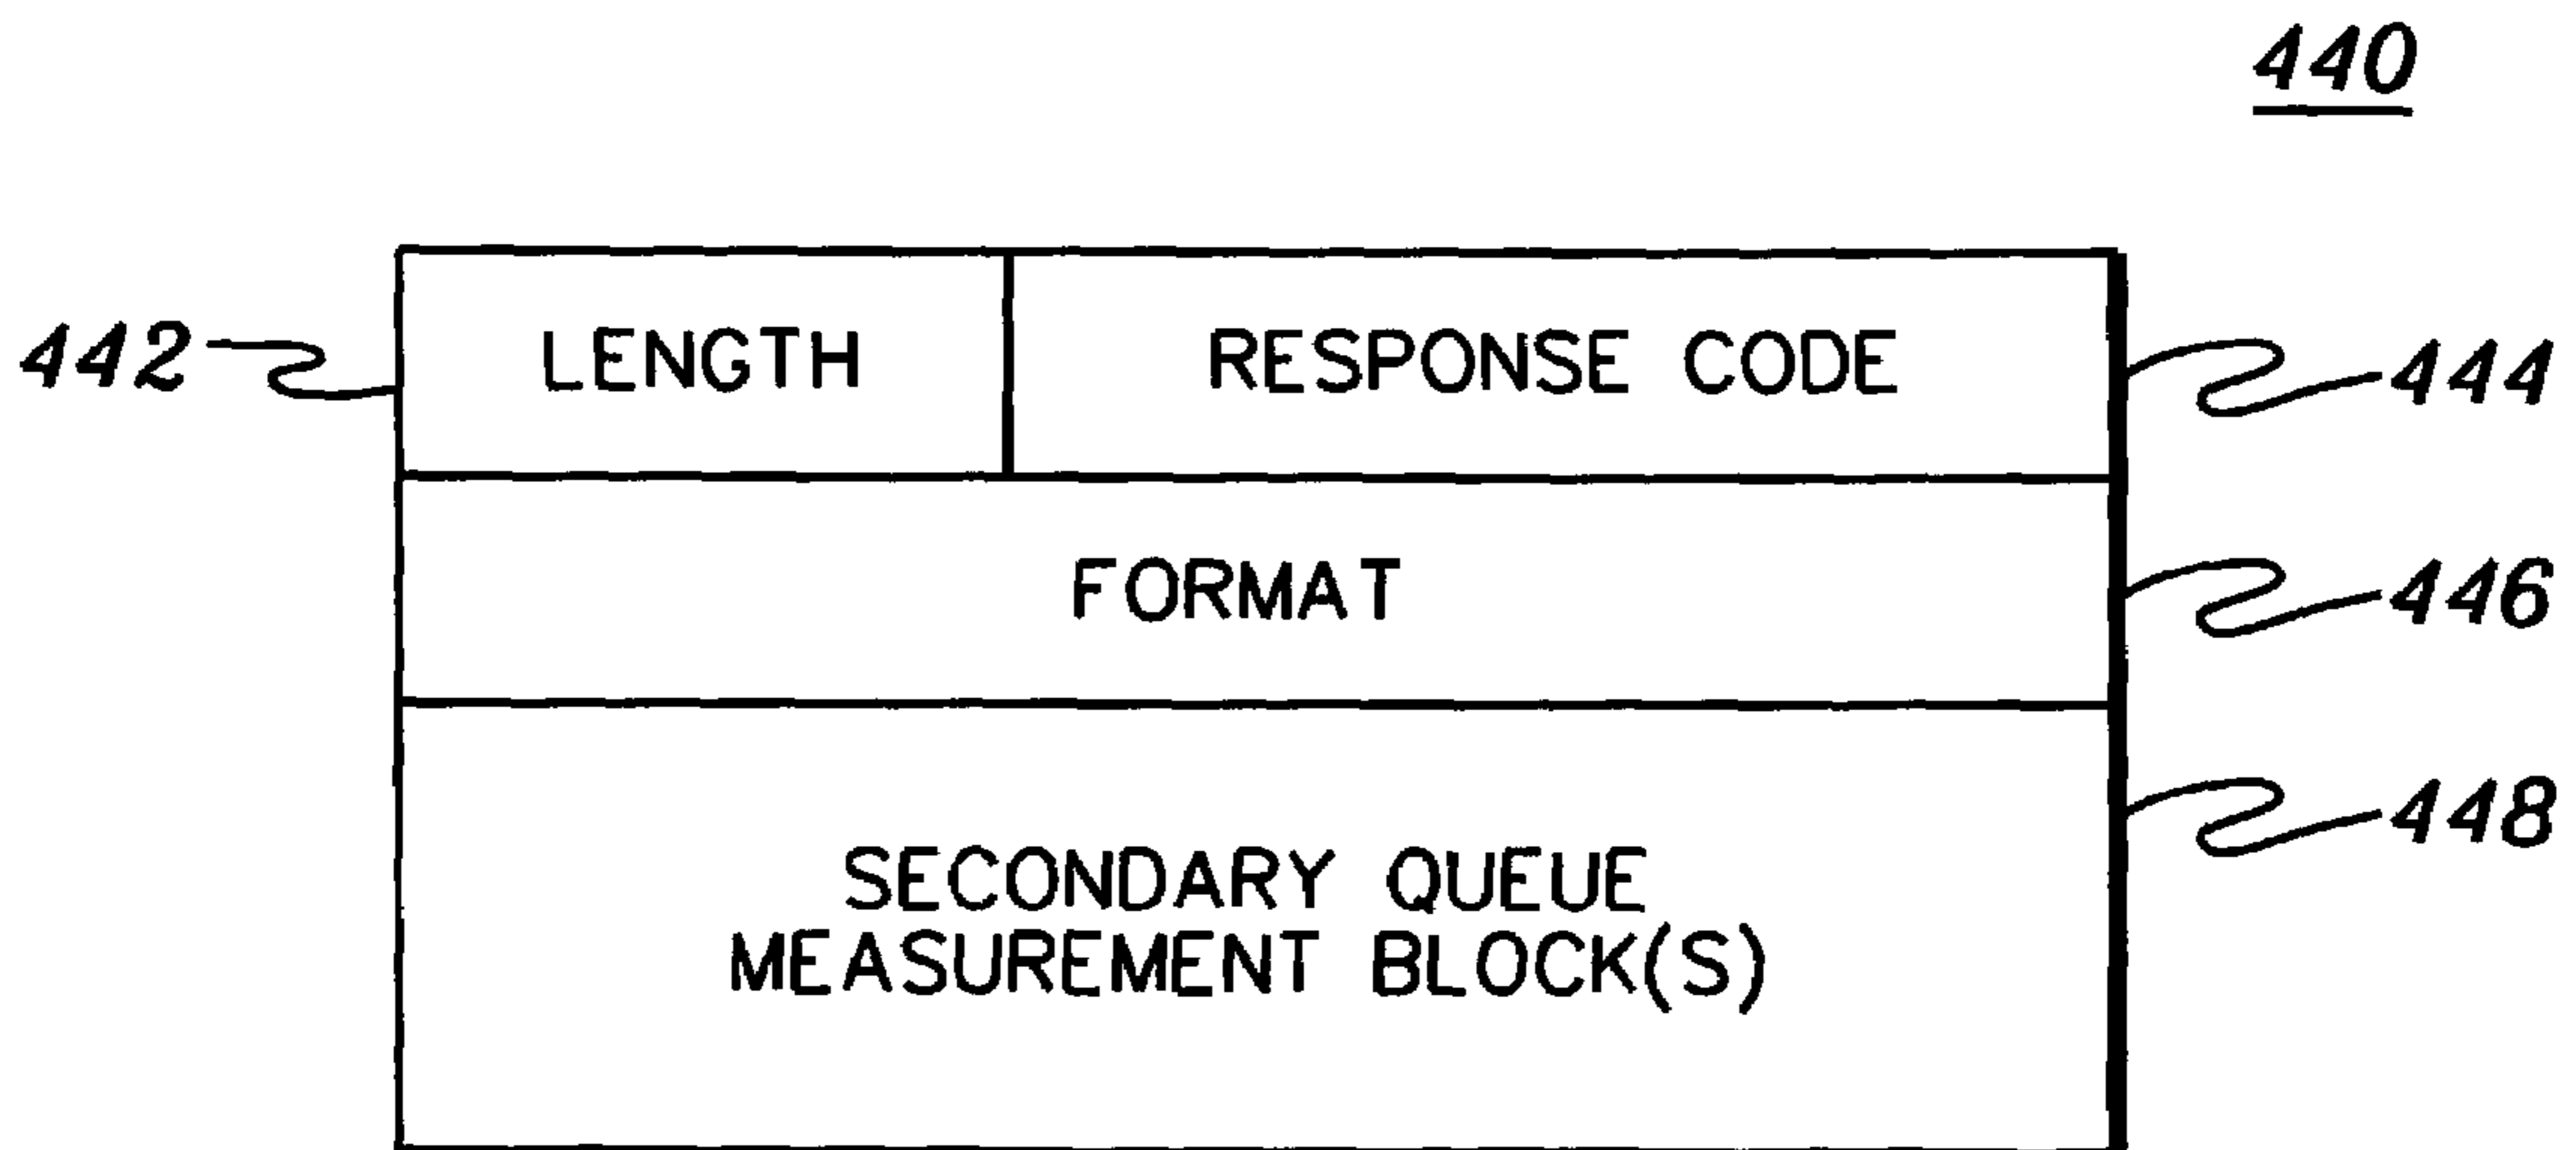 440
442
LENGTH
RESPONSE CODE
444
FORMAT
446
SECONDARY QUEUE
MEASUREMENT BLOCK(S)
448